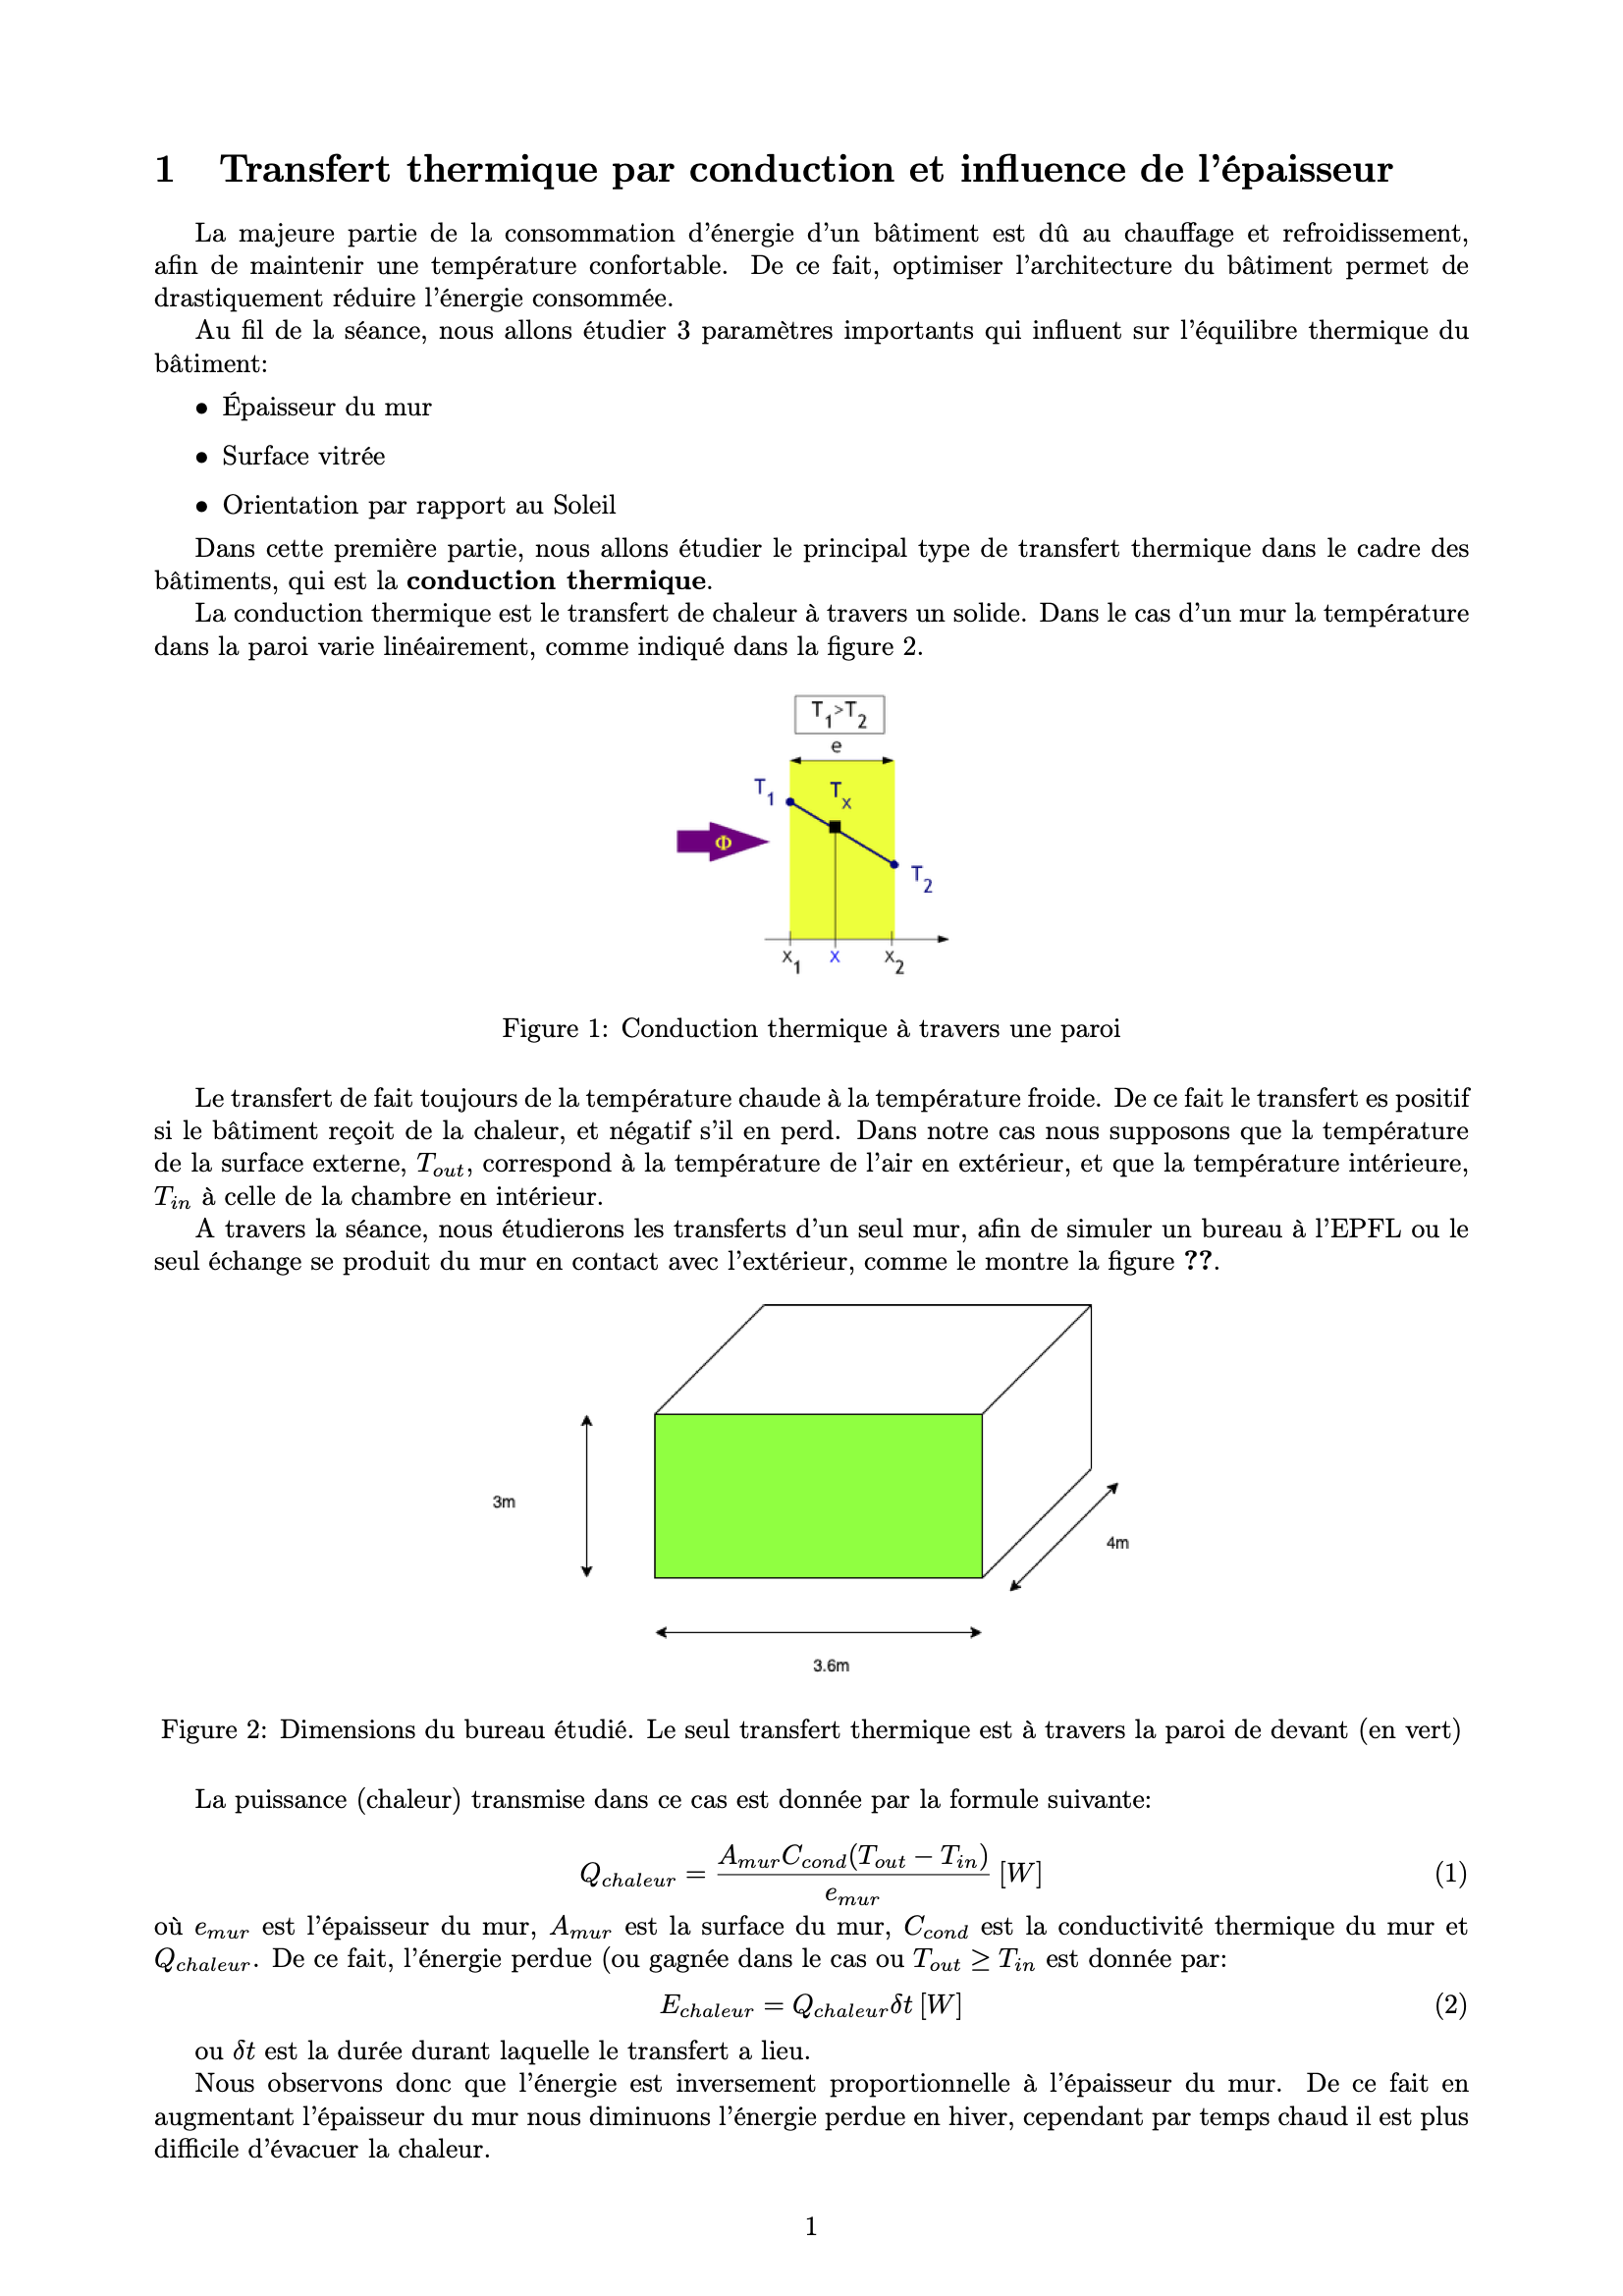 1 Transfert thermique par conduction et influence de l'épaisseur
La majeure partie de la consommation d'énergie d'un bâtiment est dû au chauffage et refroidissement,
afin de maintenir une température confortable. De ce fait, optimiser l'architecture du bâtiment permet de
drastiquement réduire l'énergie consommée.
Au fil de la séance, nous allons étudier 3 paramètres importants qui influent sur l'équilibre thermique du
bâtiment:
• Épaisseur du mur
• Surface vitrée
• Orientation par rapport au Soleil
Dans cette première partie, nous allons étudier le principal type de transfert thermique dans le cadre des
bâtiments, qui est la conduction thermique.
La conduction thermique est le transfert de chaleur à travers un solide. Dans le cas d'un mur la température
dans la paroi varie linéairement, comme indiqué dans la figure 2.
T_1>T_2
e
T_1
T_x
Φ
T_2
x_1 x x_2
Figure 1: Conduction thermique à travers une paroi
Le transfert de fait toujours de la température chaude à la température froide. De ce fait le transfert es positif
si le bâtiment reçoit de la chaleur, et négatif s'il en perd. Dans notre cas nous supposons que la température
de la surface externe, T_{out}, correspond à la température de l'air en extérieur, et que la température intérieure,
T_{in} à celle de la chambre en intérieur.
A travers la séance, nous étudierons les transferts d'un seul mur, afin de simuler un bureau à l'EPFL ou le
seul échange se produit du mur en contact avec l'extérieur, comme le montre la figure ??.
3m
4m
3.6m
Figure 2: Dimensions du bureau étudié. Le seul transfert thermique est à travers la paroi de devant (en vert)
La puissance (chaleur) transmise dans ce cas est donnée par la formule suivante:
Q_{chaleur} = \frac{A_{mur}C_{cond}(T_{out} − T_{in})}{e_{mur}} [W] (1)
où e_{mur} est l'épaisseur du mur, A_{mur} est la surface du mur, C_{cond} est la conductivité thermique du mur et
Q_{chaleur}. De ce fait, l'énergie perdue (ou gagnée dans le cas ou T_{out} ≥ T_{in} est donnée par:
E_{chaleur} = Q_{chaleur}δt [W] (2)
ou δt est la durée durant laquelle le transfert a lieu.
Nous observons donc que l'énergie est inversement proportionnelle à l'épaisseur du mur. De ce fait en
augmentant l'épaisseur du mur nous diminuons l'énergie perdue en hiver, cependant par temps chaud il est plus
difficile d'évacuer la chaleur.
1